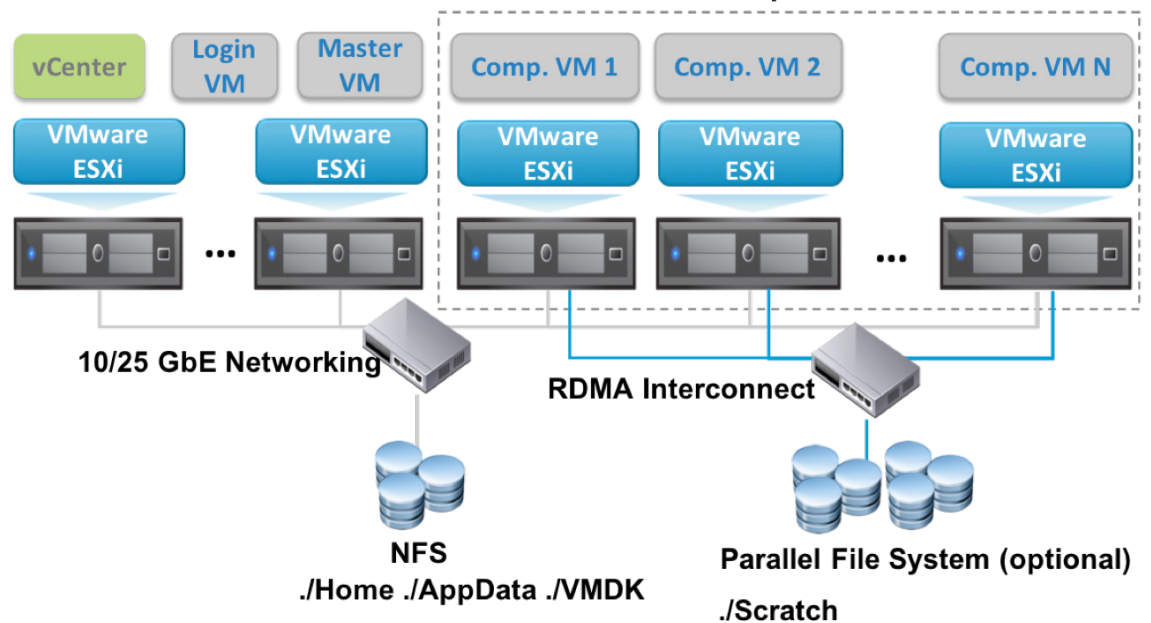 vCenter
Login
VM
Master
VM
Comp. VM 1
Comp. VM 2
Comp. VM N
VMware
ESXi
VMware
ESXi
VMware
ESXi
VMware
ESXi
VMware
ESXi
...
...
10/25 GbE Networking
RDMA Interconnect
NFS
./Home ./AppData ./VMDK
Parallel File System (optional)
./Scratch